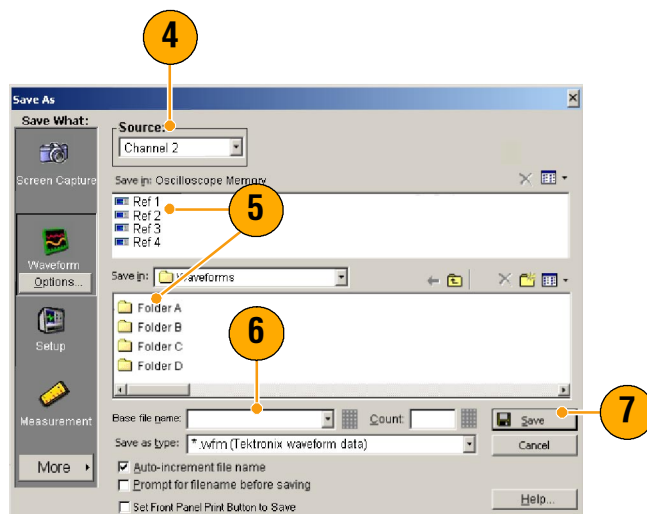 4
Save As
Save What:
Source:
Channel 2
Screen Capture
Save in: Oscilloscope Memory
Ref 1
Ref 2
Ref 3
Ref 4
5
Waveform
Options...
Save in: Waveforms
Folder A
Folder B
Folder C
Folder D
Setup
6
Measurement
Base file name:
Count:
Save
7
Save as type: *.wfm (Tektronix waveform data)
Cancel
More
Auto-increment file name
Prompt for filename before saving
Set Front Panel Print Button to Save
Help...